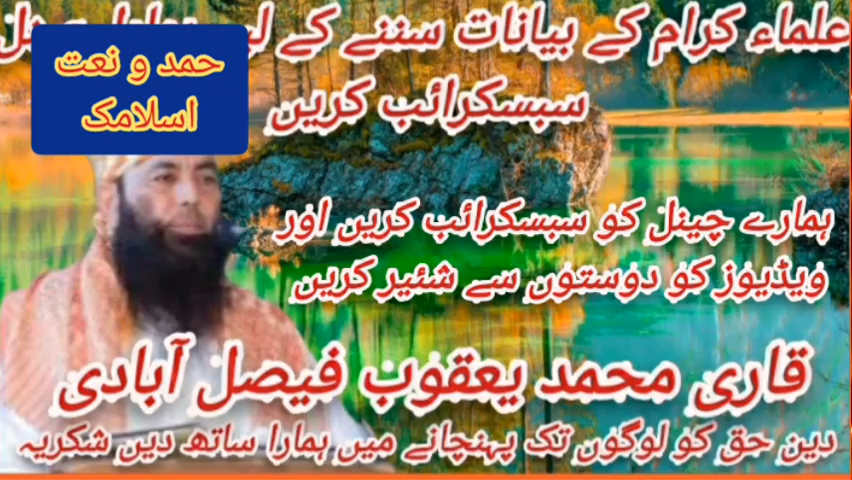 علماء کرام کے بیانات سننے کے لیے
سبسکرائب کریں
حمد و نعت
اسلامک
ہمارے چینل کو سبسکرائب کریں اور
ویڈیوز کو دوستوں سے شئیر کریں
قاری محمد یعقوب فیصل آبادی
دین حق کو لوگوں تک پہنچانے میں ہمارا ساتھ دیں شکریہ